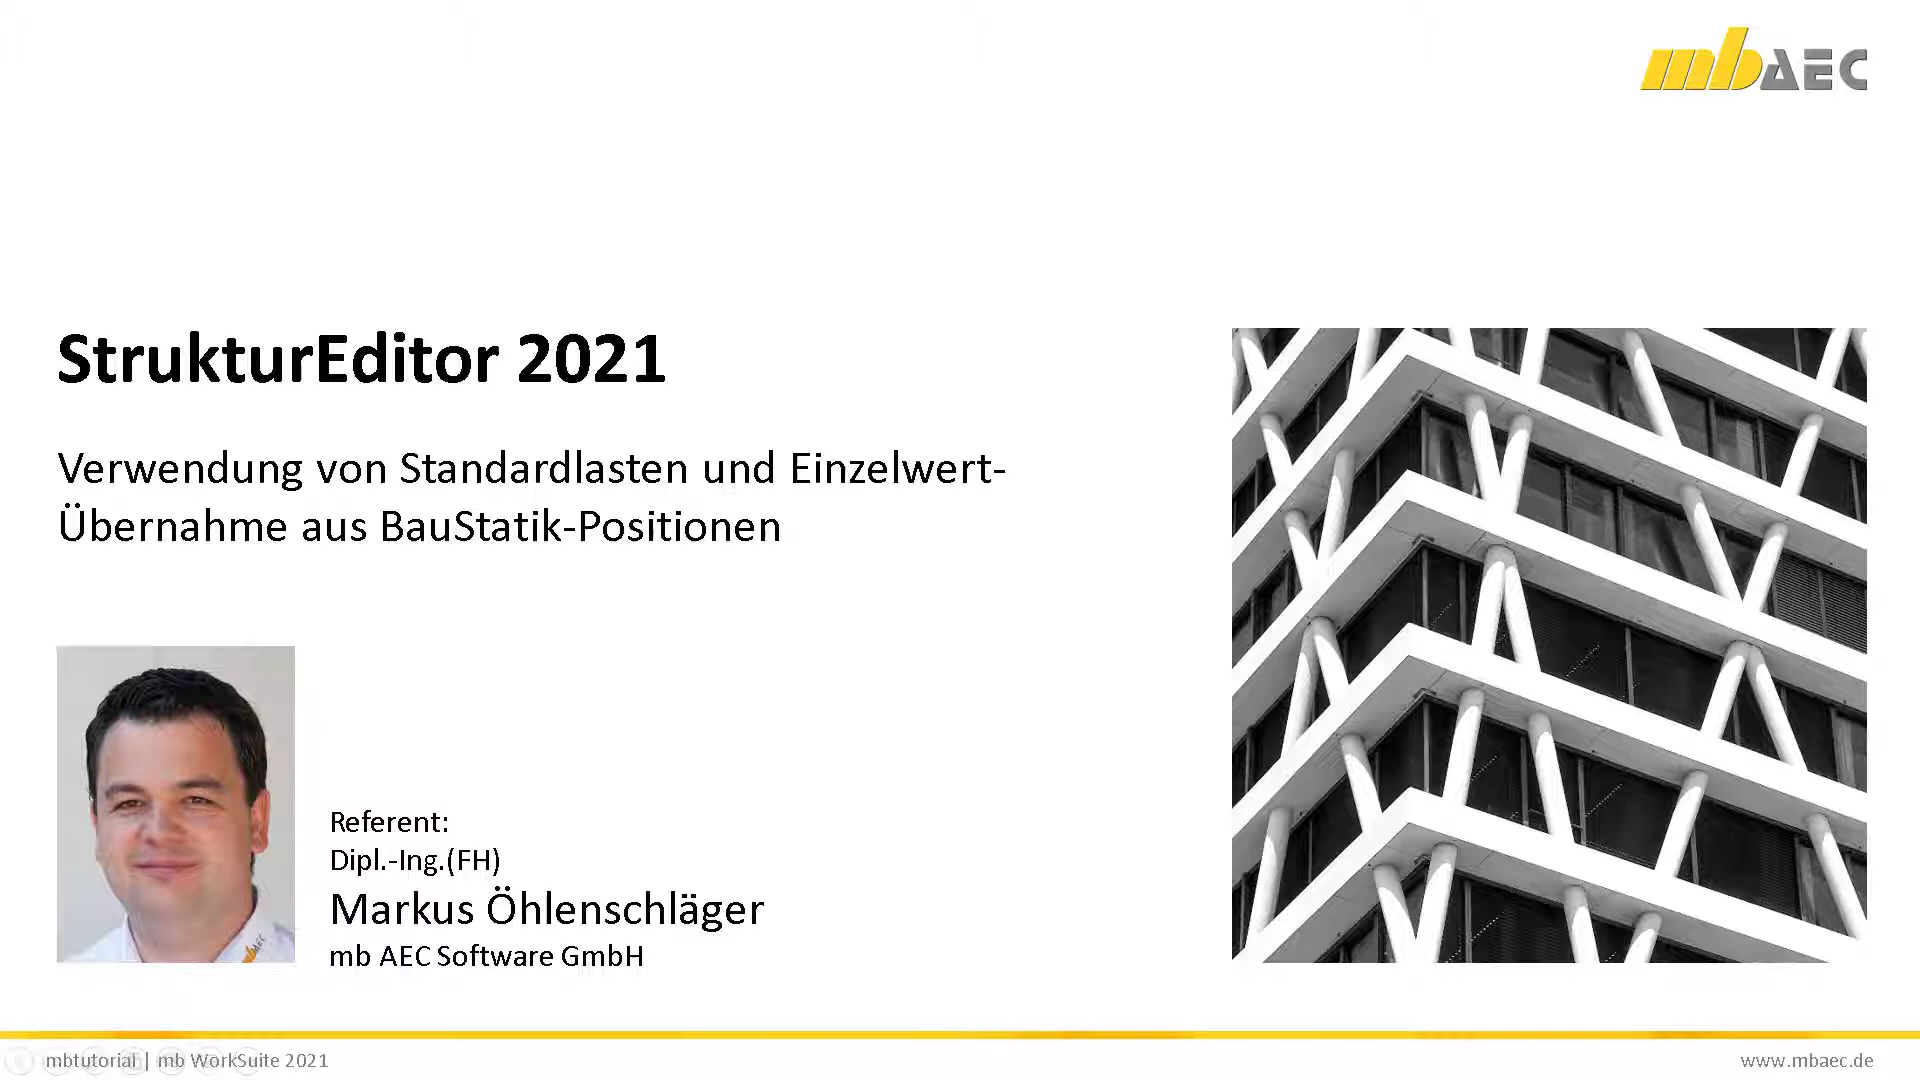 mbAEC
StrukturEditor 2021
Verwendung von Standardlasten und Einzelwert-
Übernahme aus BauStatik-Positionen
Referent:
Dipl.-Ing.(FH)
Markus Öhlenschläger
mb AEC Software GmbH
mbAEC
mbtutorial | mb WorkSuite 2021
www.mbaec.de